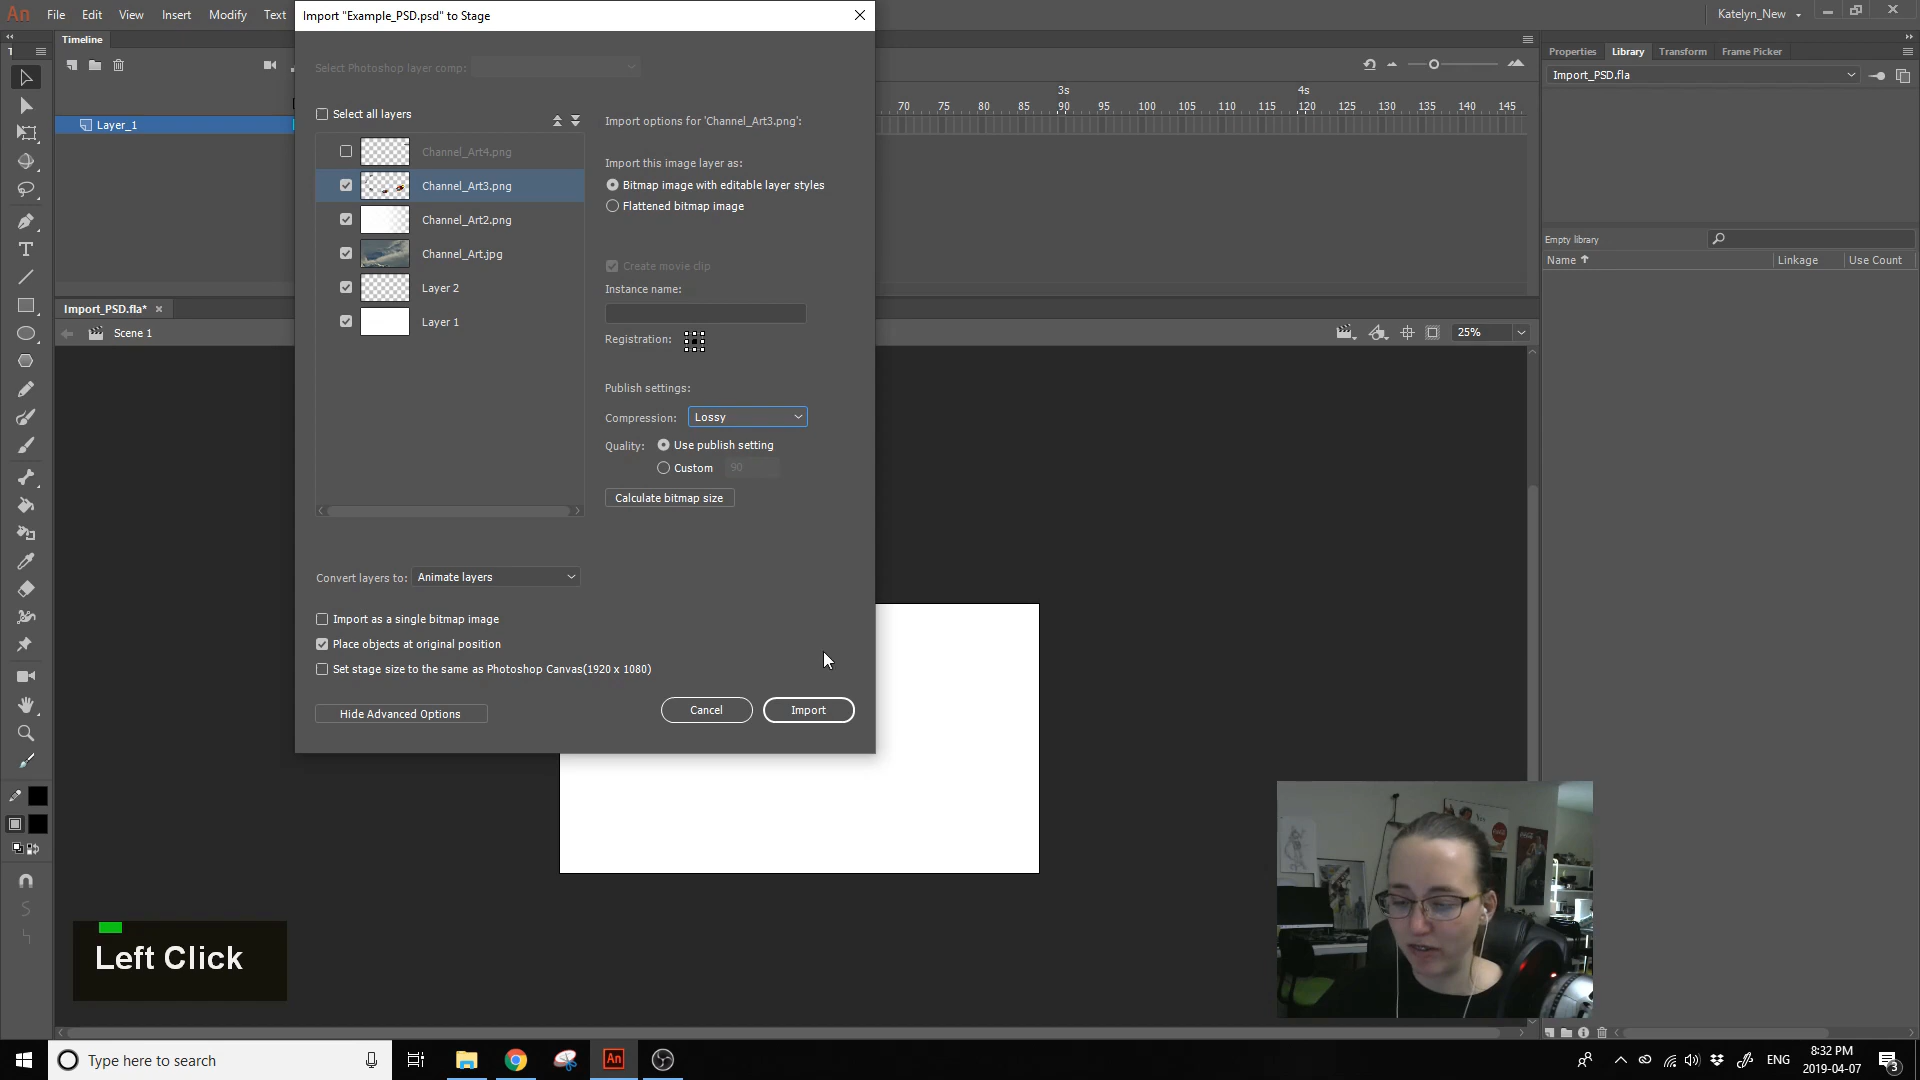 An File Edit View Insert Modify Text
Import "Example_PSD.psd" to Stage
Katelyn_New
Timeline
Properties Library Transform Frame Picker
Select Photoshop layer comp:
Import_PSD.fla
3s 4s
70 75 80 85 90 95 100 105 110 115 120 125 130 135 140 145
Select all layers
Import options for 'Channel_Art3.png':
Layer_1
Channel_Art4.png
Import this image layer as:
Channel_Art3.png
Bitmap image with editable layer styles
Flattened bitmap image
Channel_Art2.png
Channel_Art.jpg
Create movie clip
Layer 2
Instance name:
Layer 1
Registration:
Empty library
Name Linkage Use Count
Import_PSD.fla*
Scene 1
25%
Publish settings:
Compression: Lossy
Quality: Use publish setting
Custom 90
Calculate bitmap size
Convert layers to: Animate layers
Import as a single bitmap image
Place objects at original position
Set stage size to the same as Photoshop Canvas(1920 x 1080)
Hide Advanced Options
Cancel
Import
Left Click
Type here to search
An
ENG
8:32 PM
2019-04-07
3